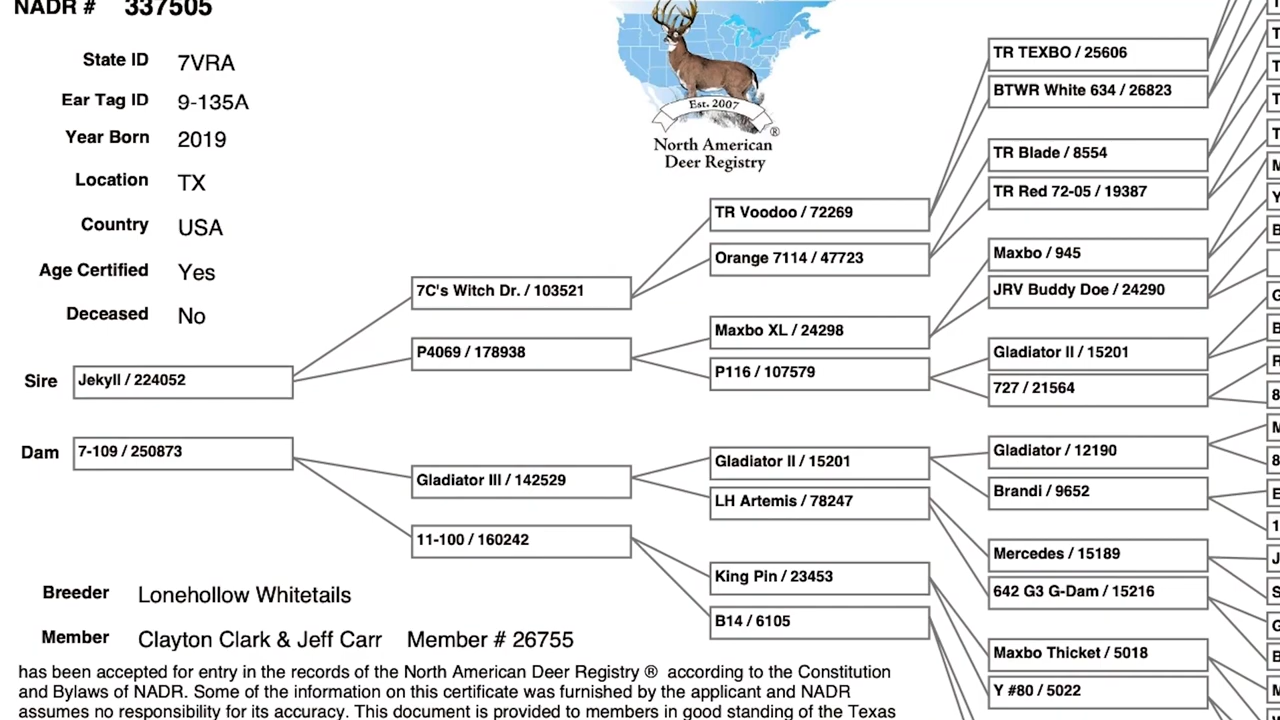 NADR # 337505
State ID 7VRA
Ear Tag ID 9-135A
Year Born 2019
Location TX
Country USA
Age Certified Yes
Deceased No
Est. 2007
®
North American
Deer Registry
Sire Jekyll / 224052
Dam 7-109 / 250873
7C's Witch Dr. / 103521
P4069 / 178938
Gladiator III / 142529
11-100 / 160242
TR Voodoo / 72269
Orange 7114 / 47723
Maxbo XL / 24298
P116 / 107579
Gladiator II / 15201
LH Artemis / 78247
King Pin / 23453
B14 / 6105
TR TEXBO / 25606
BTWR White 634 / 26823
TR Blade / 8554
TR Red 72-05 / 19387
Maxbo / 945
JRV Buddy Doe / 24290
Gladiator II / 15201
727 / 21564
Gladiator / 12190
Brandi / 9652
Mercedes / 15189
642 G3 G-Dam / 15216
Maxbo Thicket / 5018
Y #80 / 5022
Breeder Lonehollow Whitetails
Member Clayton Clark & Jeff Carr Member # 26755
has been accepted for entry in the records of the North American Deer Registry ® according to the Constitution
and Bylaws of NADR. Some of the information on this certificate was furnished by the applicant and NADR
assumes no responsibility for its accuracy. This document is provided to members in good standing of the Texas